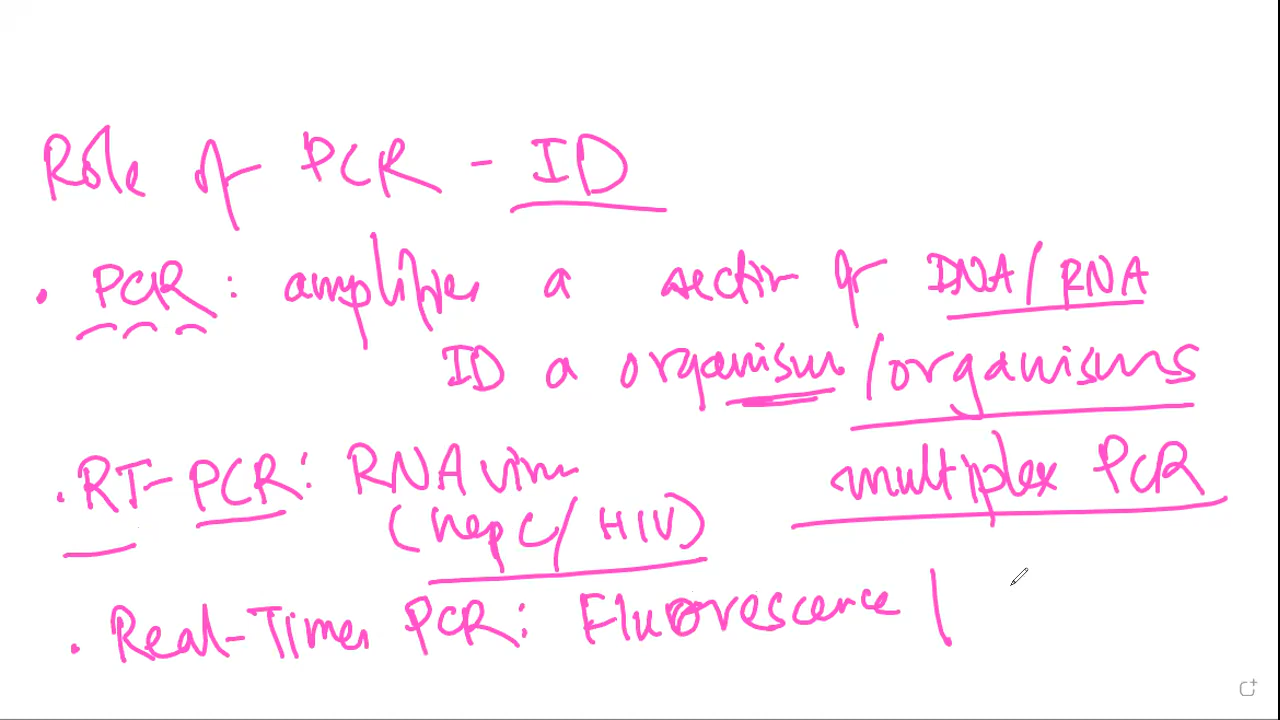 Role of PCR - ID
• PCR: amplifies a section of DNA/RNA
ID a organism/organisms
multiplex PCR
• RT-PCR: RNA virus
(hep C/HIV)
• Real-Time PCR: Fluorescence |